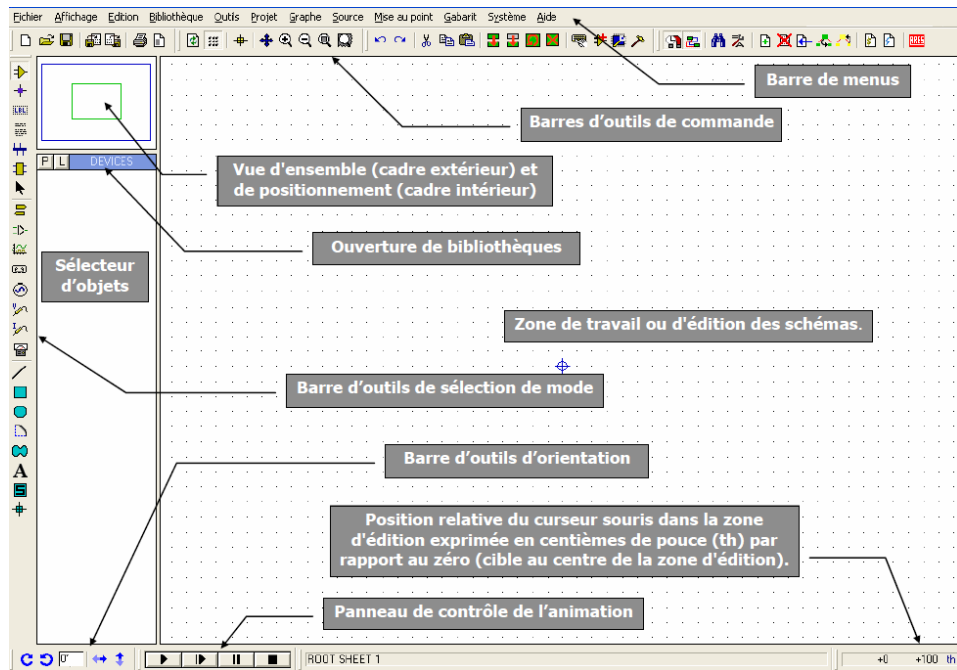 Fichier Affichage Edition Bibliothèque Outils Projet Graphe Source Mise au point Gabarit Système Aide
ARES
Barre de menus
LBL
Barres d'outils de commande
P L DEVICES
Vue d'ensemble (cadre extérieur) et
de positionnement (cadre intérieur)
Ouverture de bibliothèques
Sélecteur
d'objets
Zone de travail ou d'édition des schémas.
Barre d'outils de sélection de mode
Barre d'outils d'orientation
A
S
Position relative du curseur souris dans la zone
d'édition exprimée en centièmes de pouce (th) par
rapport au zéro (cible au centre de la zone d'édition).
Panneau de contrôle de l'animation
0° ROOT SHEET 1 +0 +100 th